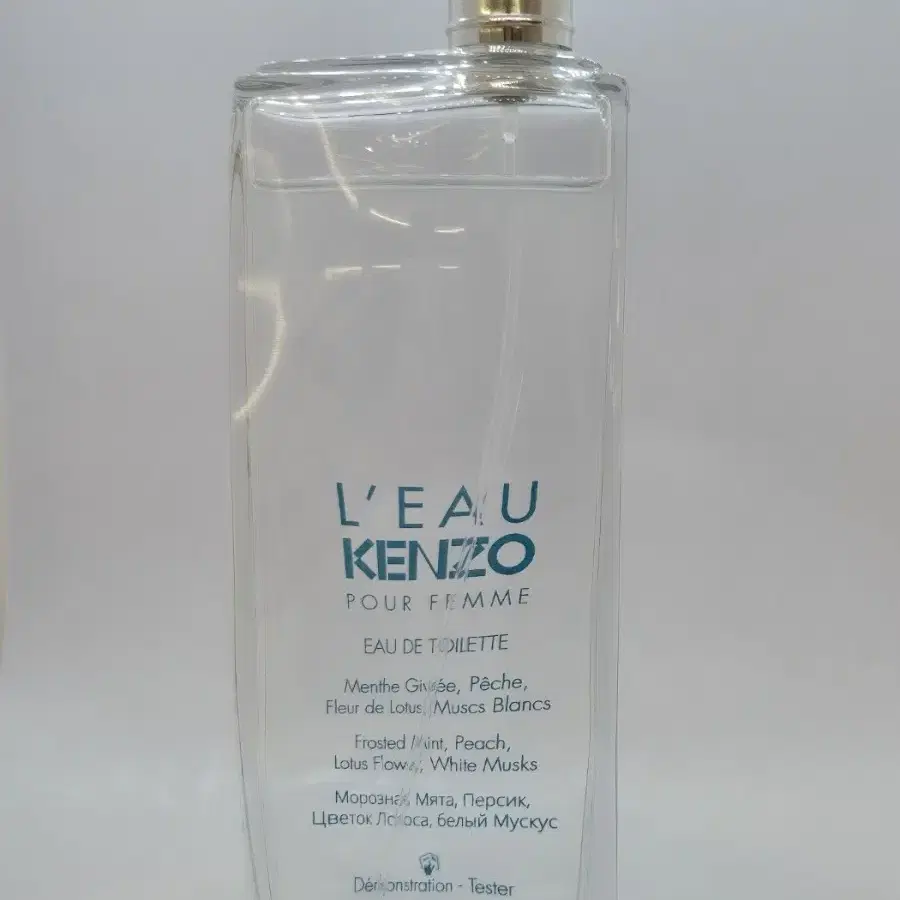 L'EAU
KENZO
POUR FEMME
EAU DE TOILETTE
Menthe Givrée, Pêche,
Fleur de Lotus, Muscs Blancs
Frosted Mint, Peach,
Lotus Flower, White Musks
Морозная Мята, Персик,
Цветок Лотоса, белый Мускус
Démonstration - Tester